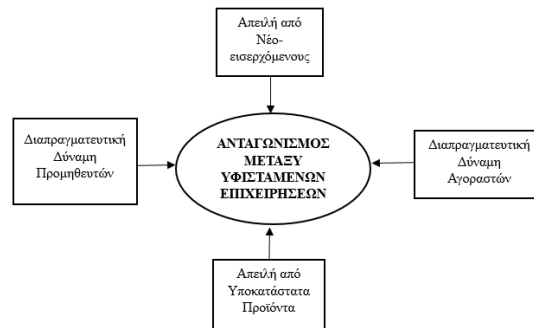 Απειλή από
Νέο-
εισερχόμενους
Διαπραγματευτική
Δύναμη
Προμηθευτών
ΑΝΤΑΓΩΝΙΣΜΟΣ
ΜΕΤΑΞΥ
ΥΦΙΣΤΑΜΕΝΩΝ
ΕΠΙΧΕΙΡΗΣΕΩΝ
Διαπραγματευτική
Δύναμη
Αγοραστών
Απειλή από
Υποκατάστατα
Προϊόντα